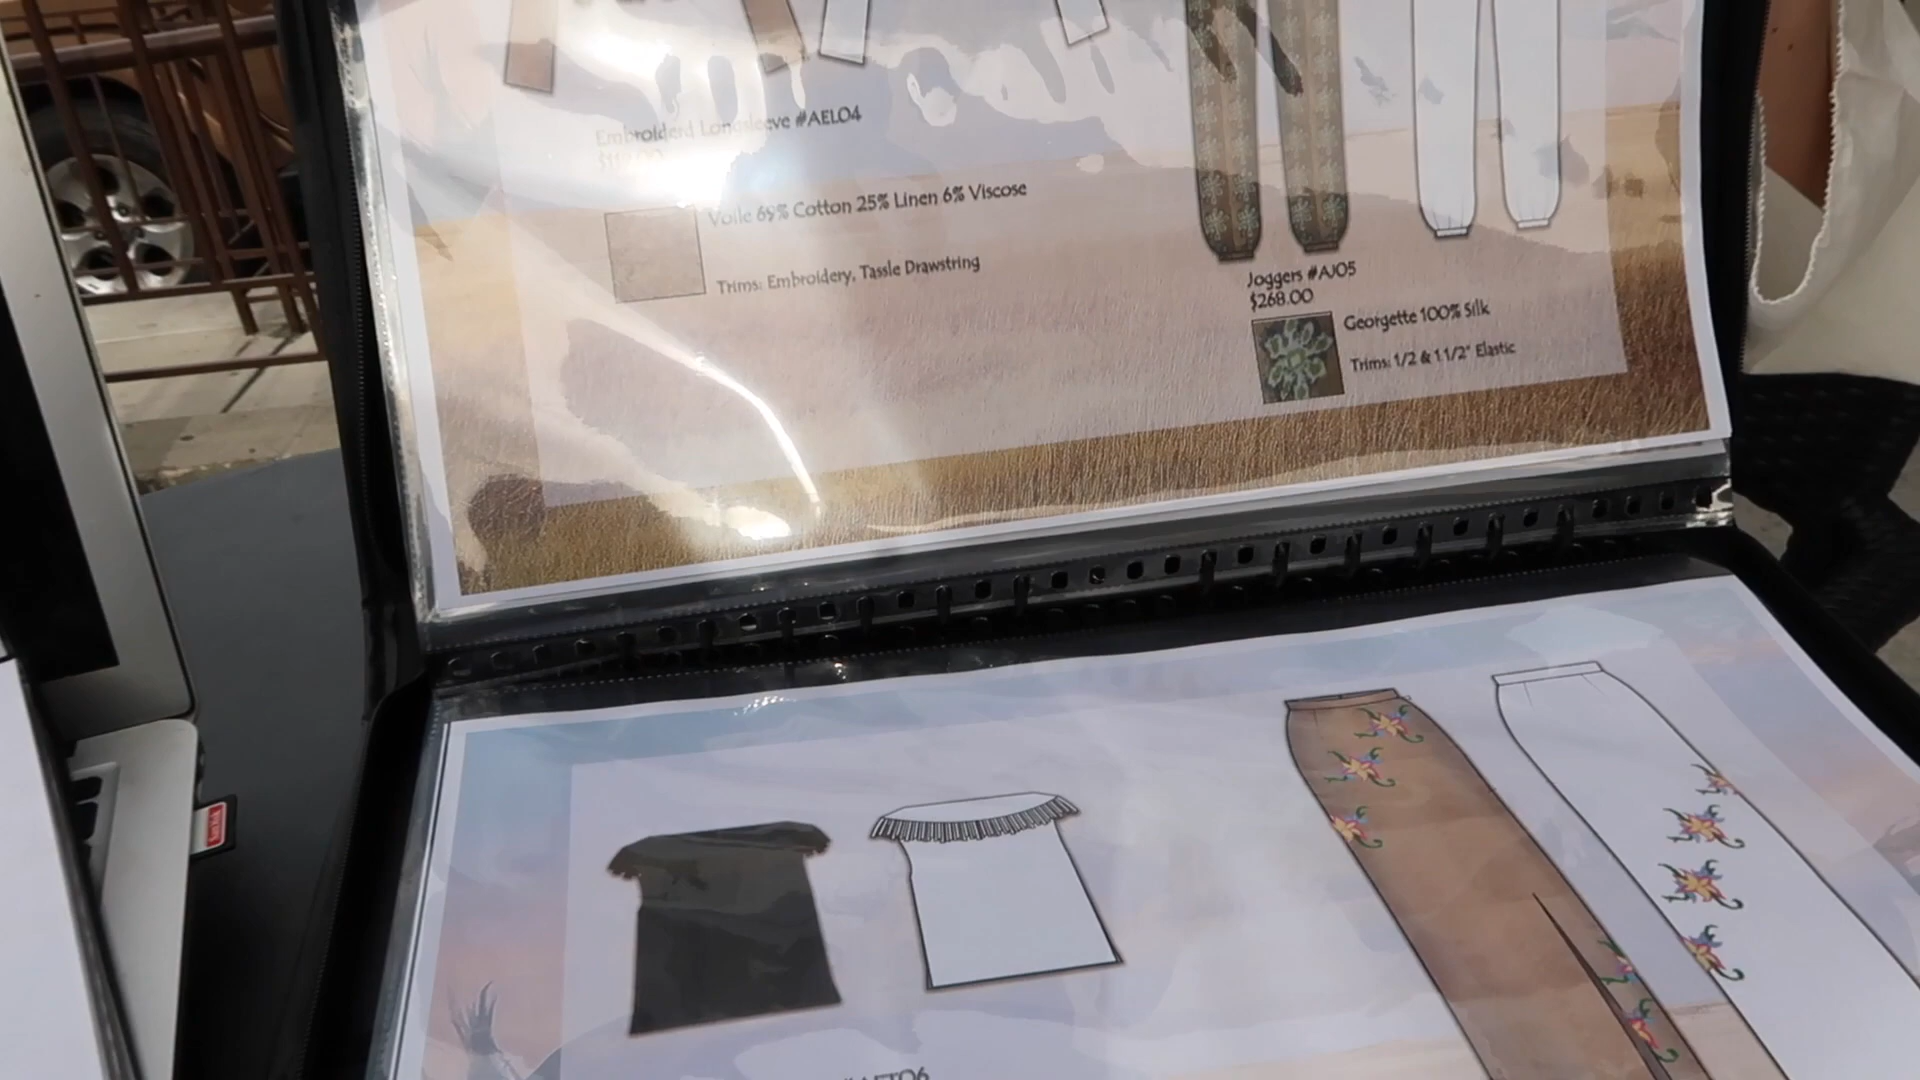 Embroiderd Longsleeve #AEL04
Voile 69% Cotton 25% Linen 6% Viscose
Trims: Embroidery, Tassle Drawstring
Joggers #AJ05
$268.00
Georgette 100% Silk
Trims: 1/2 & 1 1/2" Elastic